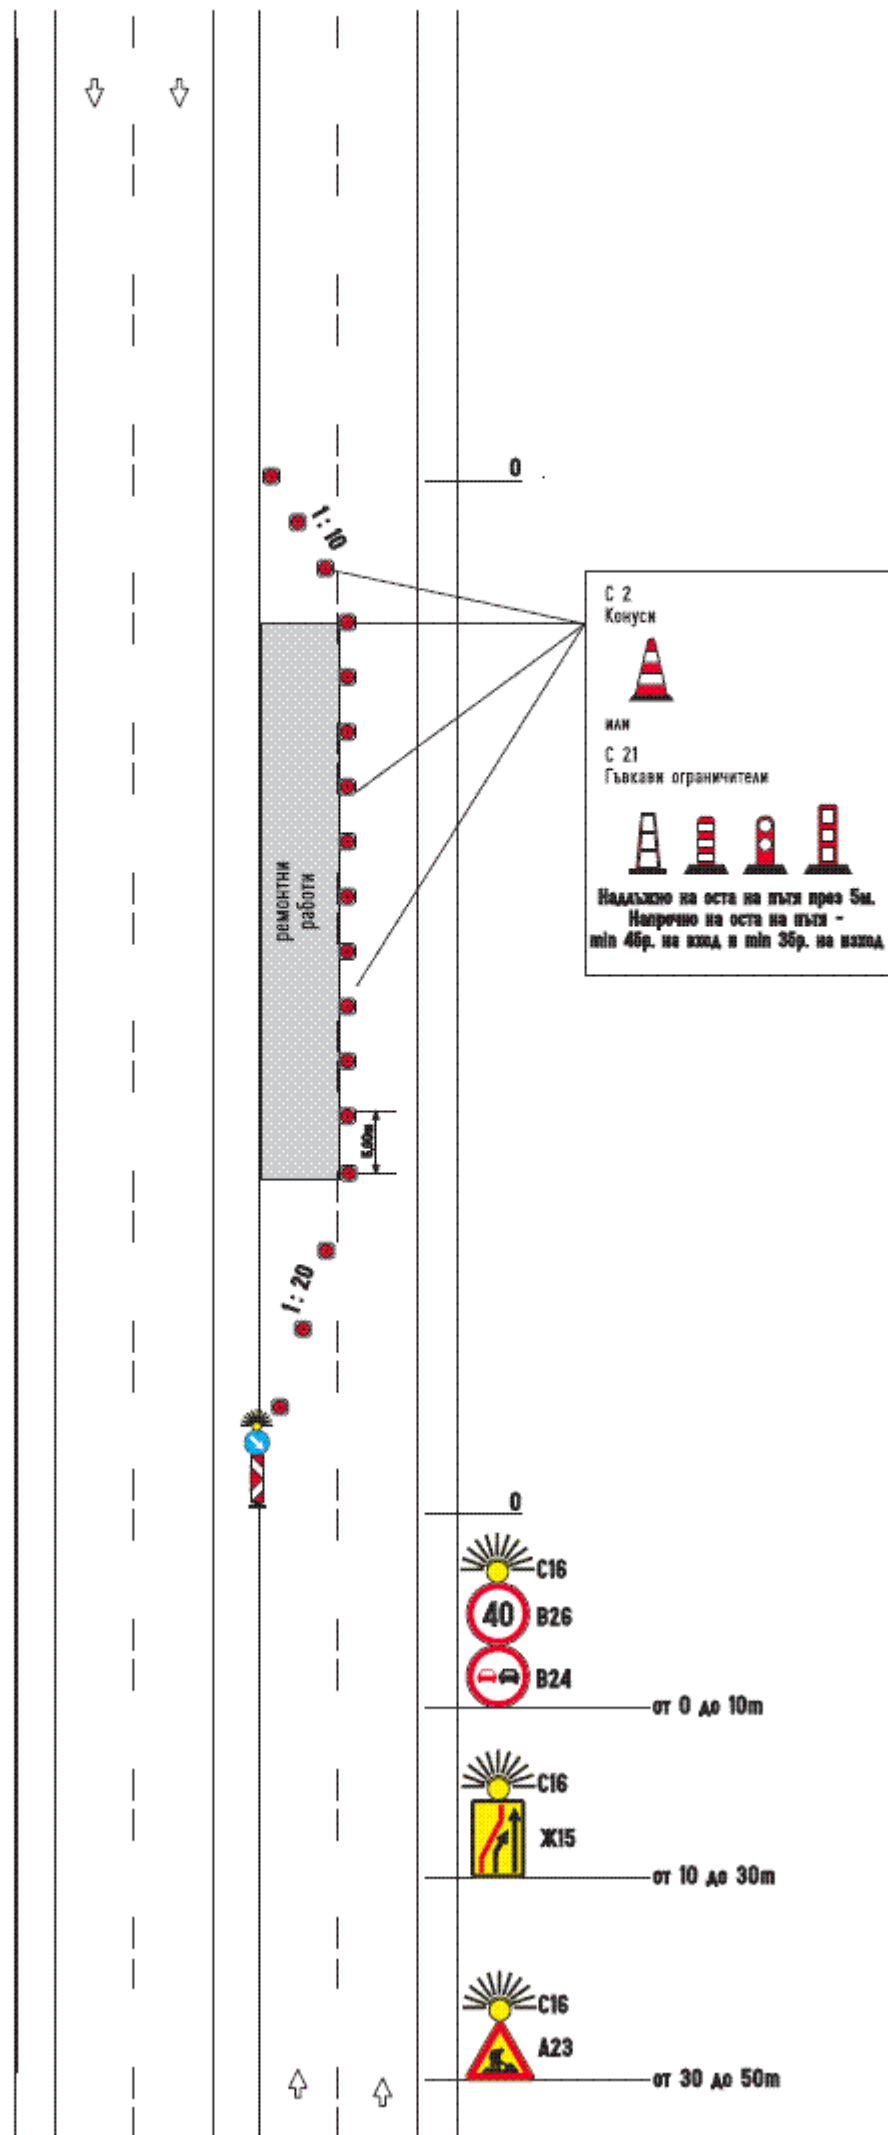 0
1:10
С 2
Конуси
или
С 21
Гъвкави ограничители
Надлъжно на оста на пътя през 5м.
Напречно на оста на пътя -
min 4бр. на вход и min 3бр. на изход
ремонтни
работи
5,00м
1:20
0
С16
40
В26
В24
от 0 до 10m
С16
Ж15
от 10 до 30m
С16
А23
от 30 до 50m